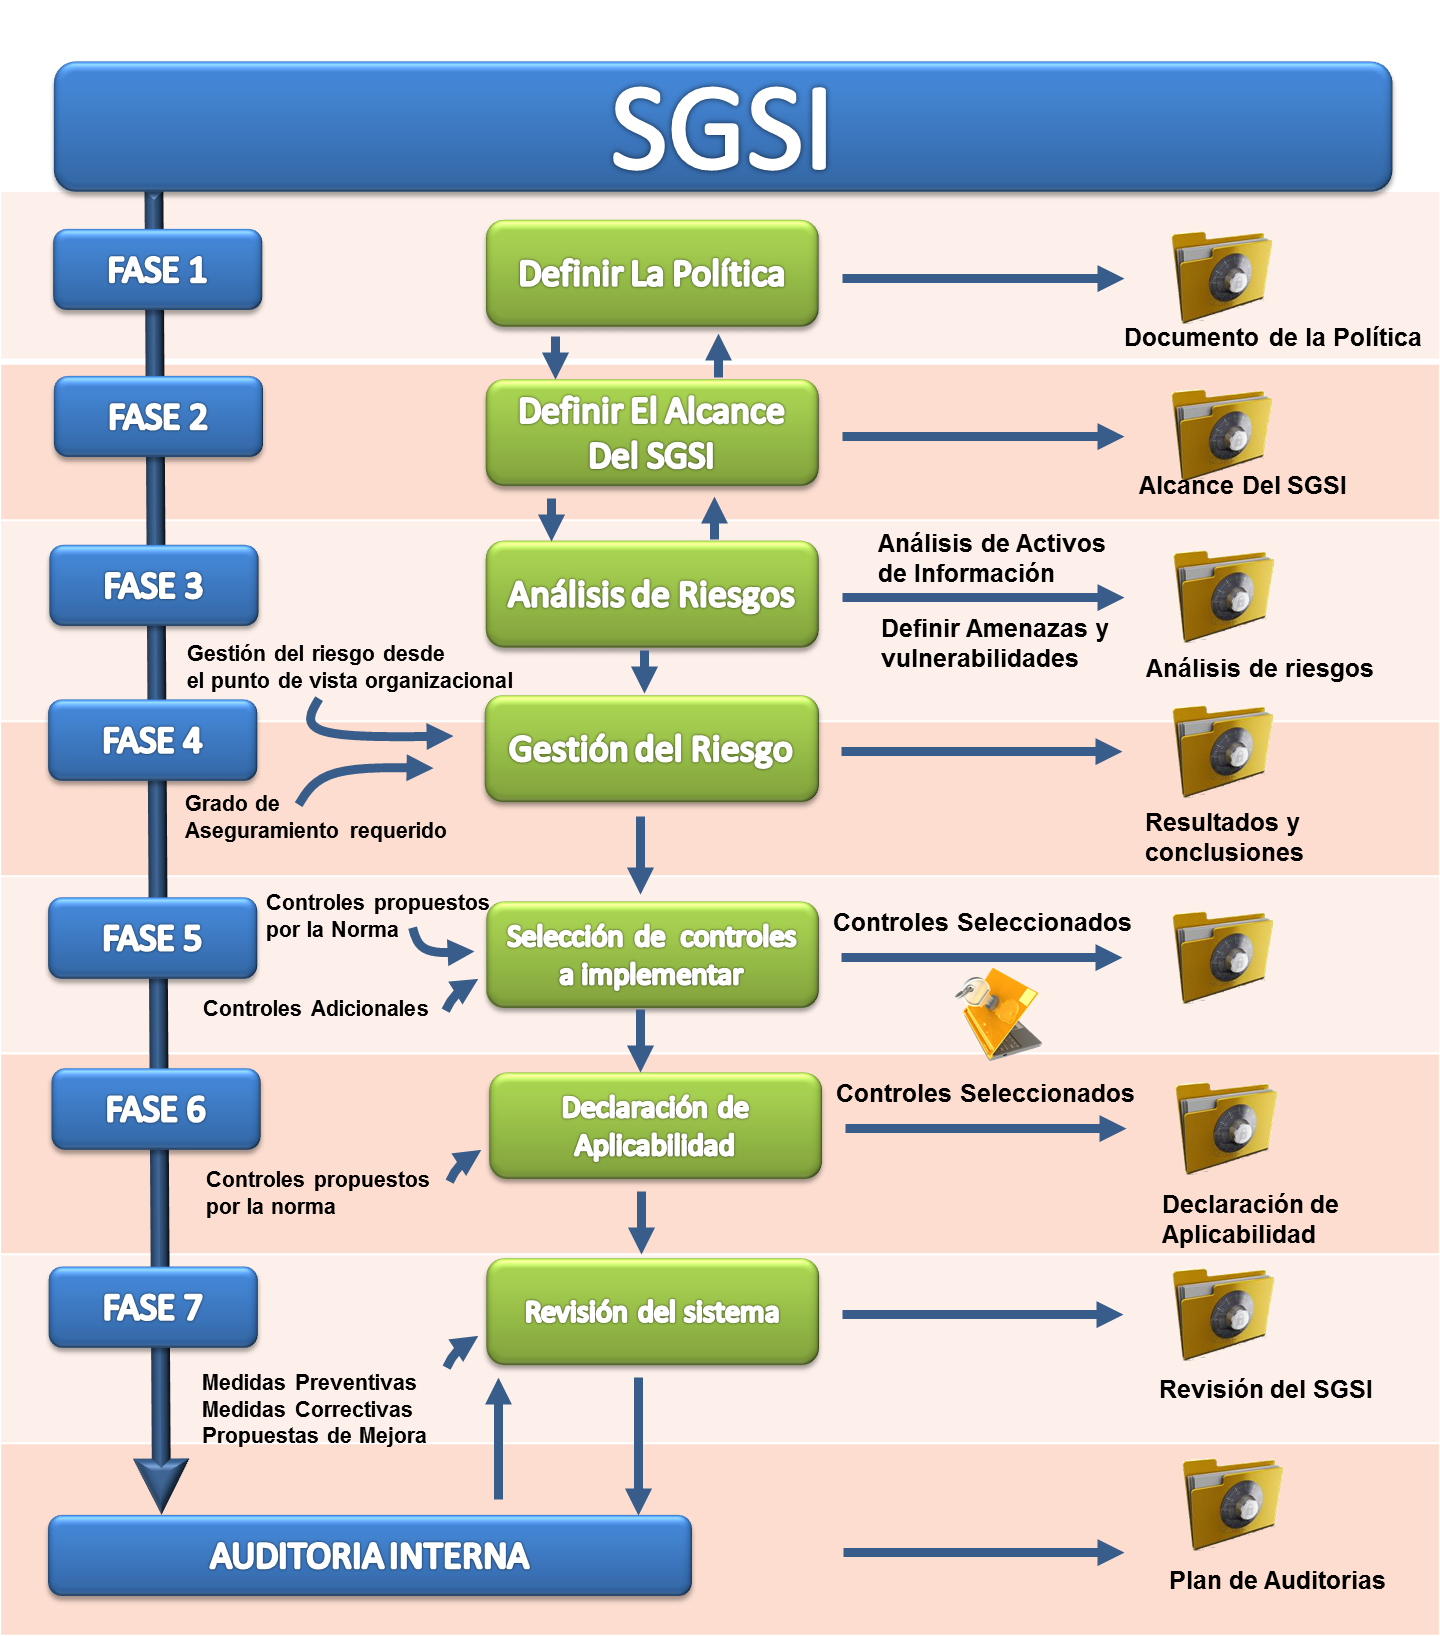 SGSI
FASE 1
Definir La Política
Documento de la Política
FASE 2
Definir El Alcance
Del SGSI
Alcance Del SGSI
FASE 3
Análisis de Riesgos
Análisis de Activos
de Información
Definir Amenazas y
vulnerabilidades
Análisis de riesgos
Gestión del riesgo desde
el punto de vista organizacional
FASE 4
Gestión del Riesgo
Grado de
Aseguramiento requerido
Resultados y
conclusiones
Controles propuestos
por la Norma
FASE 5
Selección de controles
a implementar
Controles Seleccionados
Controles Adicionales
FASE 6
Declaración de
Aplicabilidad
Controles Seleccionados
Controles propuestos
por la norma
Declaración de
Aplicabilidad
FASE 7
Revisión del sistema
Medidas Preventivas
Medidas Correctivas
Propuestas de Mejora
Revisión del SGSI
AUDITORIA INTERNA
Plan de Auditorias